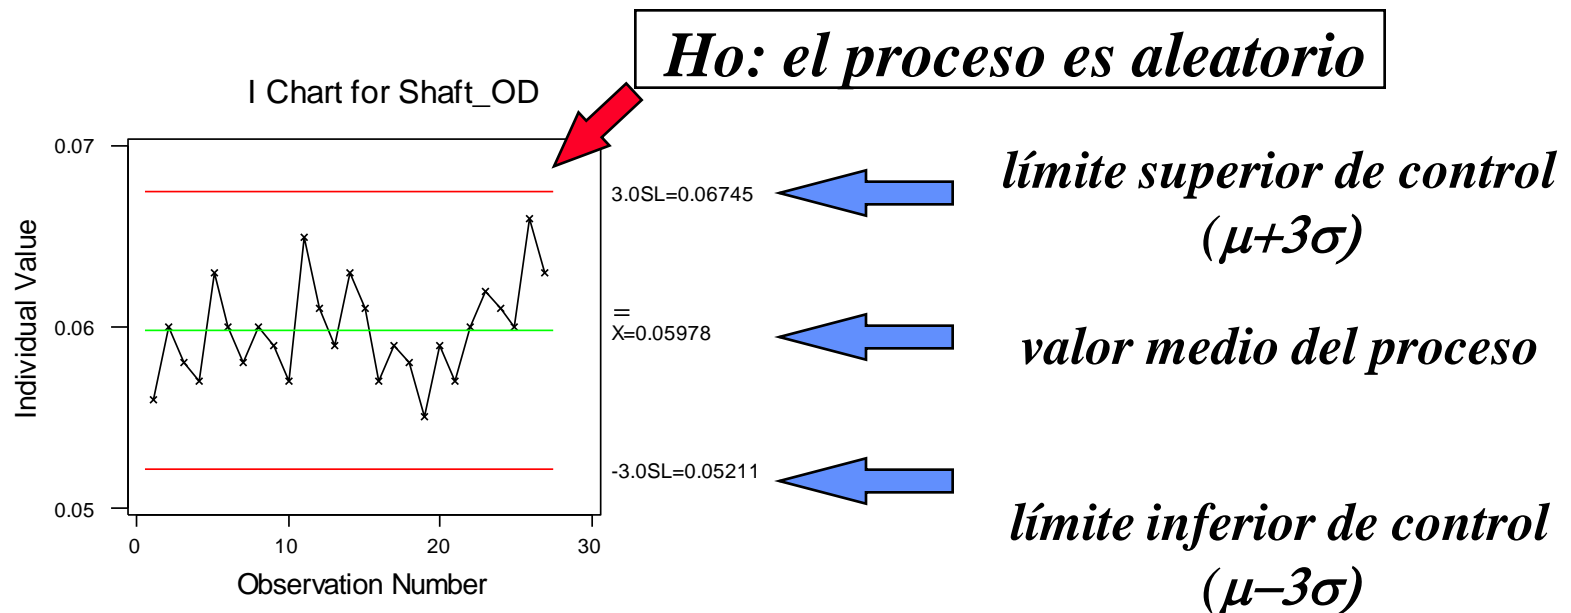 Ho: el proceso es aleatorio
I Chart for Shaft_OD
0.07
0.06
0.05
Individual Value
0
10
20
30
Observation Number
3.0SL=0.06745
=
X=0.05978
-3.0SL=0.05211
límite superior de control
(μ+3σ)
valor medio del proceso
límite inferior de control
(μ−3σ)